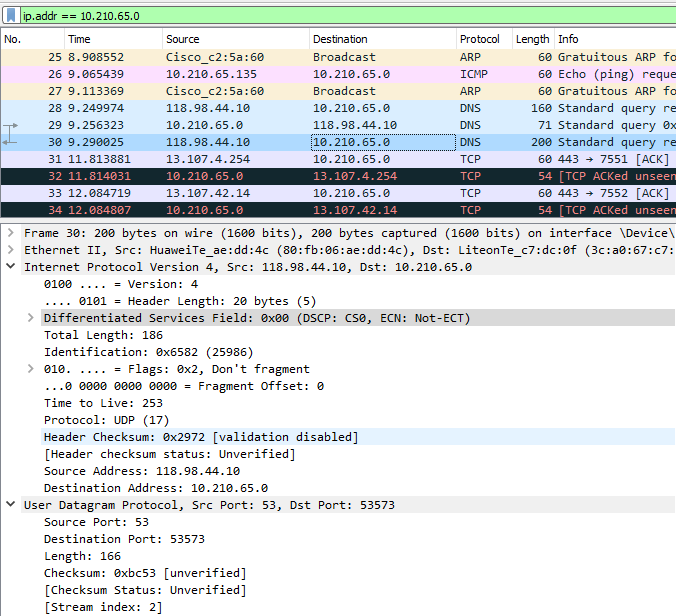 ip.addr == 10.210.65.0
No. Time Source Destination Protocol Length Info
25 8.908552 Cisco_c2:5a:60 Broadcast ARP 60 Gratuitous ARP fo
26 9.065439 10.210.65.135 10.210.65.0 ICMP 60 Echo (ping) reque
27 9.113369 Cisco_c2:5a:60 Broadcast ARP 60 Gratuitous ARP fo
28 9.249974 118.98.44.10 10.210.65.0 DNS 160 Standard query re
29 9.256323 10.210.65.0 118.98.44.10 DNS 71 Standard query 0x
30 9.290025 118.98.44.10 10.210.65.0 DNS 200 Standard query re
31 11.813881 13.107.4.254 10.210.65.0 TCP 60 443 → 7551 [ACK]
32 11.814031 10.210.65.0 13.107.4.254 TCP 54 [TCP ACKed unseen
33 12.084719 13.107.42.14 10.210.65.0 TCP 60 443 → 7552 [ACK]
34 12.084807 10.210.65.0 13.107.42.14 TCP 54 [TCP ACKed unseen
Frame 30: 200 bytes on wire (1600 bits), 200 bytes captured (1600 bits) on interface \Device\
Ethernet II, Src: HuaweiTe_ae:dd:4c (80:fb:06:ae:dd:4c), Dst: LiteonTe_c7:dc:0f (3c:a0:67:c7:
Internet Protocol Version 4, Src: 118.98.44.10, Dst: 10.210.65.0
0100 .... = Version: 4
.... 0101 = Header Length: 20 bytes (5)
Differentiated Services Field: 0x00 (DSCP: CS0, ECN: Not-ECT)
Total Length: 186
Identification: 0x6582 (25986)
010. .... = Flags: 0x2, Don't fragment
...0 0000 0000 0000 = Fragment Offset: 0
Time to Live: 253
Protocol: UDP (17)
Header Checksum: 0x2972 [validation disabled]
[Header checksum status: Unverified]
Source Address: 118.98.44.10
Destination Address: 10.210.65.0
User Datagram Protocol, Src Port: 53, Dst Port: 53573
Source Port: 53
Destination Port: 53573
Length: 166
Checksum: 0xbc53 [unverified]
[Checksum Status: Unverified]
[Stream index: 2]